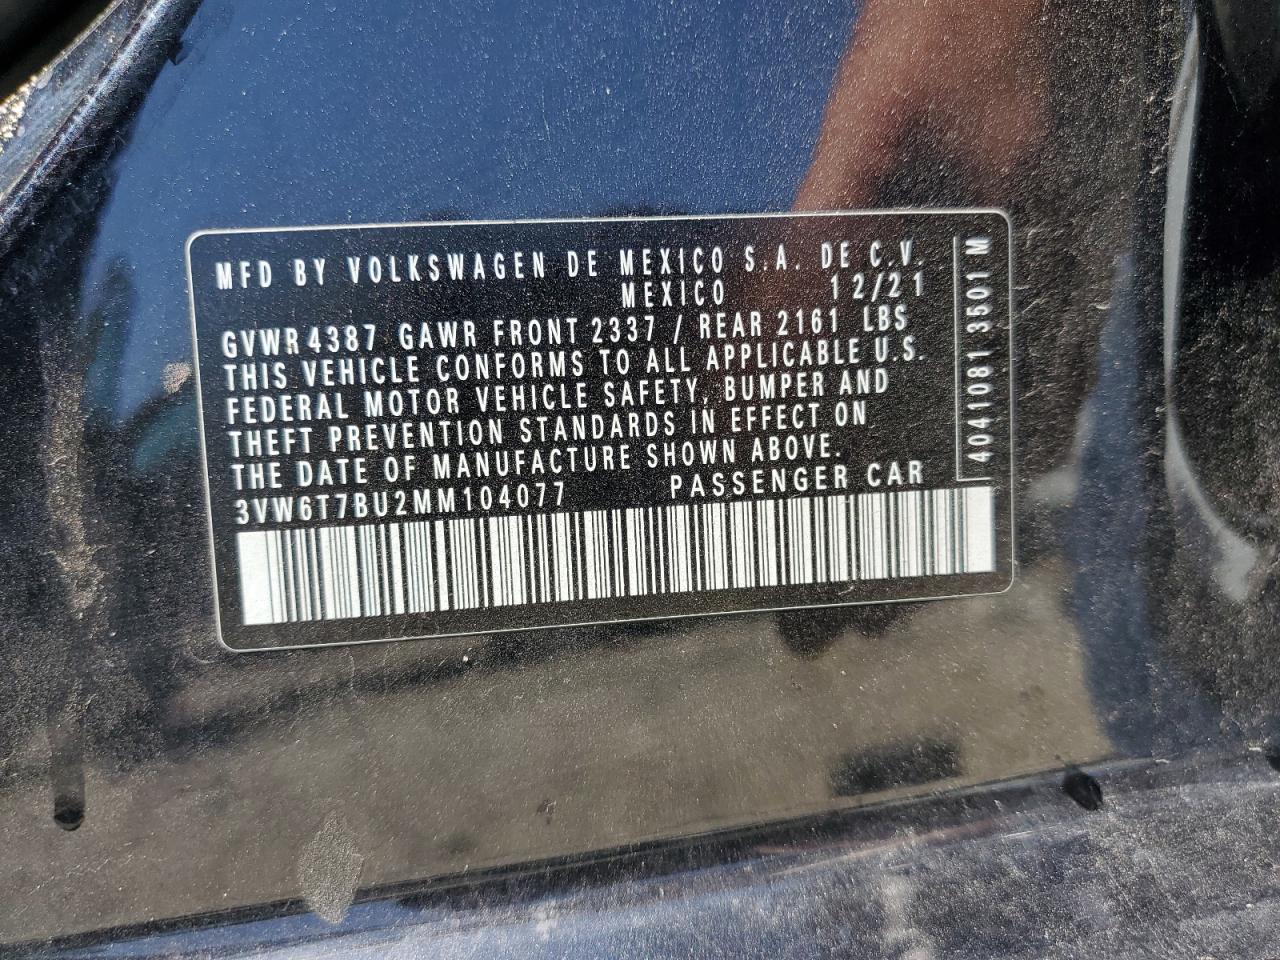 MFD BY VOLKSWAGEN DE MEXICO S.A. DE C.V.
MEXICO 12/21
GVWR 4387 GAWR FRONT 2337 / REAR 2161 LBS
THIS VEHICLE CONFORMS TO ALL APPLICABLE U.S.
FEDERAL MOTOR VEHICLE SAFETY, BUMPER AND
THEFT PREVENTION STANDARDS IN EFFECT ON
THE DATE OF MANUFACTURE SHOWN ABOVE.
3VW6T7BU2MM104077 PASSENGER CAR
4041081 3501 M